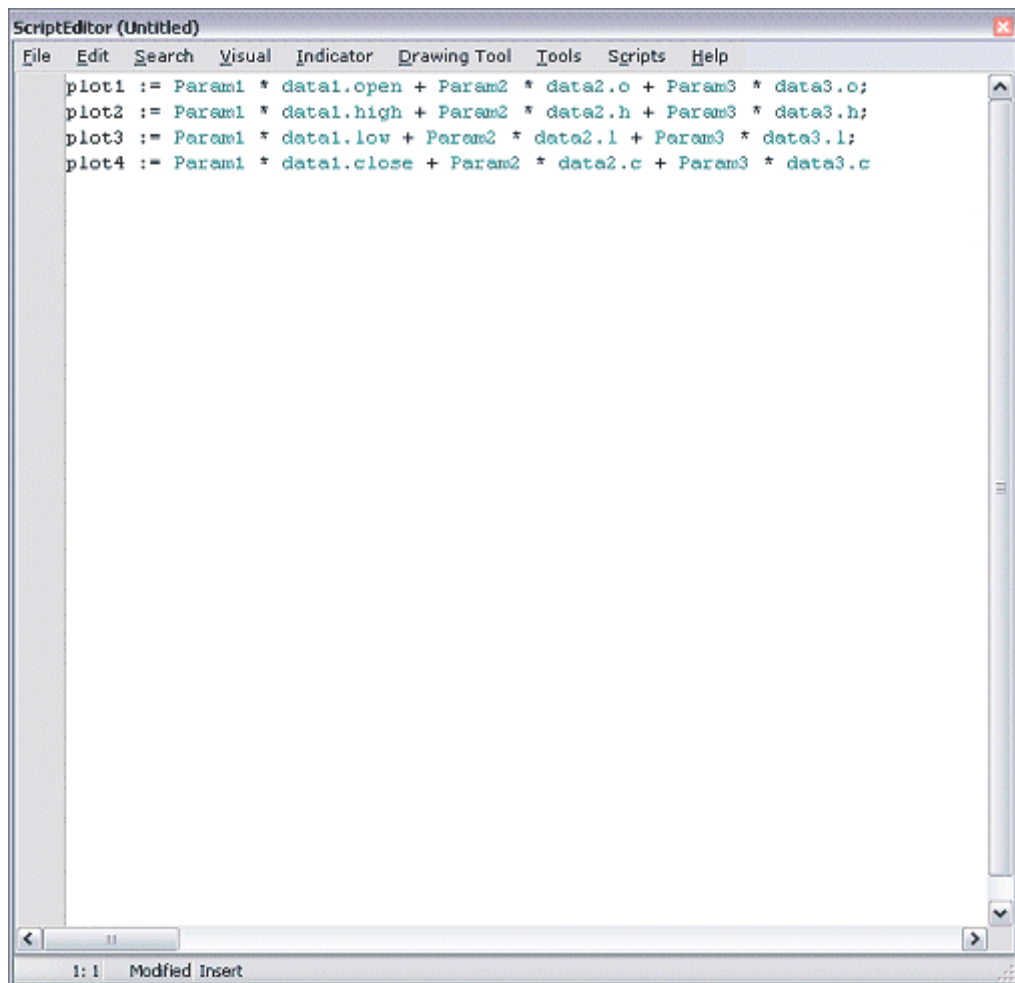 ScriptEditor (Untitled)
File Edit Search Visual Indicator Drawing Tool Tools Scripts Help
plot1 := Param1 * data1.open + Param2 * data2.o + Param3 * data3.o;
plot2 := Param1 * data1.high + Param2 * data2.h + Param3 * data3.h;
plot3 := Param1 * data1.low + Param2 * data2.l + Param3 * data3.l;
plot4 := Param1 * data1.close + Param2 * data2.c + Param3 * data3.c
1: 1 Modified Insert